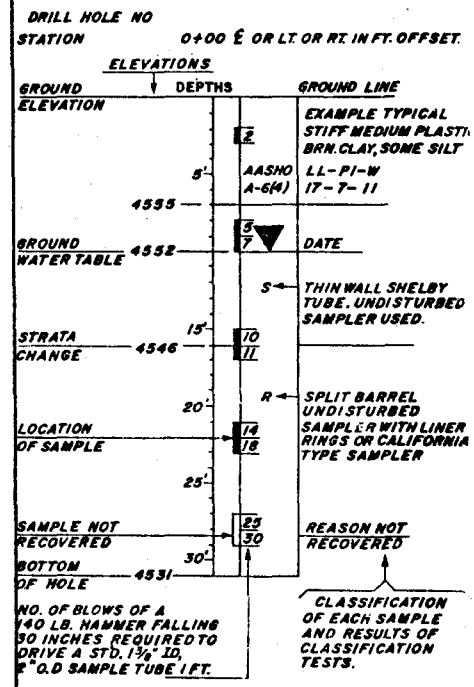 DRILL HOLE NO
STATION 0+00 ₤ OR LT. OR RT. IN FT. OFFSET.
ELEVATIONS
GROUND ELEVATION
DEPTHS
GROUND LINE
EXAMPLE TYPICAL
STIFF MEDIUM PLASTI
BRN. CLAY, SOME SILT
2
5'
AASHO LL-PI-W
A-6(4) 17-7-11
4555
5
7
GROUND
WATER TABLE
4552
DATE
S
THIN WALL SHELBY
TUBE. UNDISTURBED
SAMPLER USED.
15'
10
11
STRATA
CHANGE
4546
R
SPLIT BARREL
UNDISTURBED
SAMPLER WITH LINER
RINGS OR CALIFORNIA
TYPE SAMPLER
20'
LOCATION
OF SAMPLE
14
18
25'
SAMPLE NOT
RECOVERED
25
30
REASON NOT
RECOVERED
30'
BOTTOM
OF HOLE
4531
NO. OF BLOWS OF A
140 LB. HAMMER FALLING
30 INCHES REQUIRED TO
DRIVE A STD. 1 3/8" ID,
2" O.D SAMPLE TUBE 1 FT.
CLASSIFICATION
OF EACH SAMPLE
AND RESULTS OF
CLASSIFICATION
TESTS.